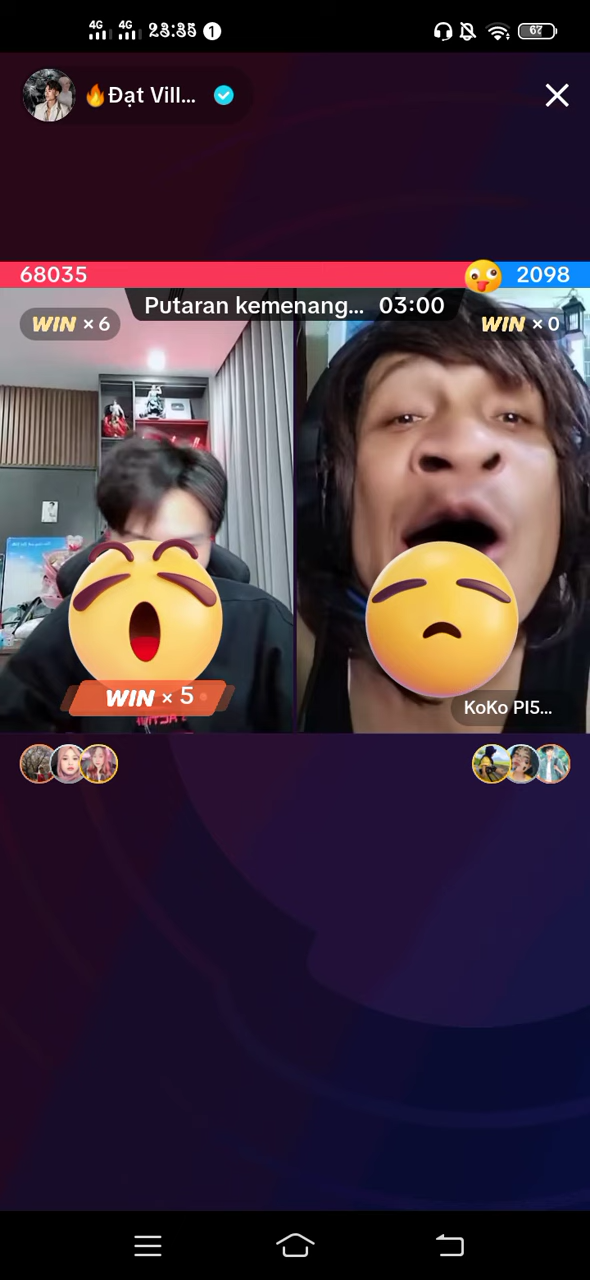 4G 4G 23:35 1 67
🔥Đạt Vill...
68035 2098
Putaran kemenang... 03:00
WIN × 6
WIN × 0
WIN × 5
KoKo PI5...